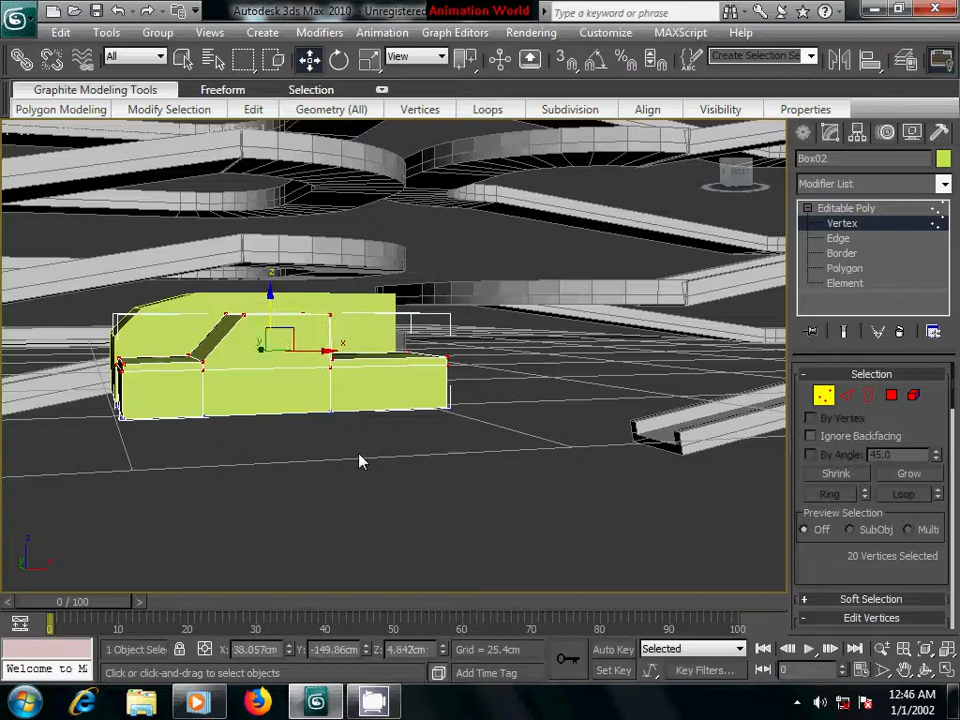 Autodesk 3ds Max 2010 - Unregistered
Animation World
Type a keyword or phrase
Edit Tools Group Views Create Modifiers Animation Graph Editors Rendering Customize MAXScript Help
All View Create Selection Se
Graphite Modeling Tools Freeform Selection
Polygon Modeling Modify Selection Edit Geometry (All) Vertices Loops Subdivision Align Visibility Properties
Box02
Modifier List
Editable Poly
Vertex
Edge
Border
Polygon
Element
Selection
By Vertex
Ignore Backfacing
By Angle: 45.0
Shrink Grow
Ring Loop
Preview Selection
Off SubObj Multi
20 Vertices Selected
Soft Selection
Edit Vertices
z
x
y
z
y
0 / 100
0 10 20 30 40 50 60 70 80 90 100
1 Object Selec X: 38.057cm Y: -149.86cm Z: 4.642cm Grid = 25.4cm Auto Key Selected
Welcome to M Click or click-and-drag to select objects Add Time Tag Set Key Key Filters... 0
12:46 AM
1/1/2002